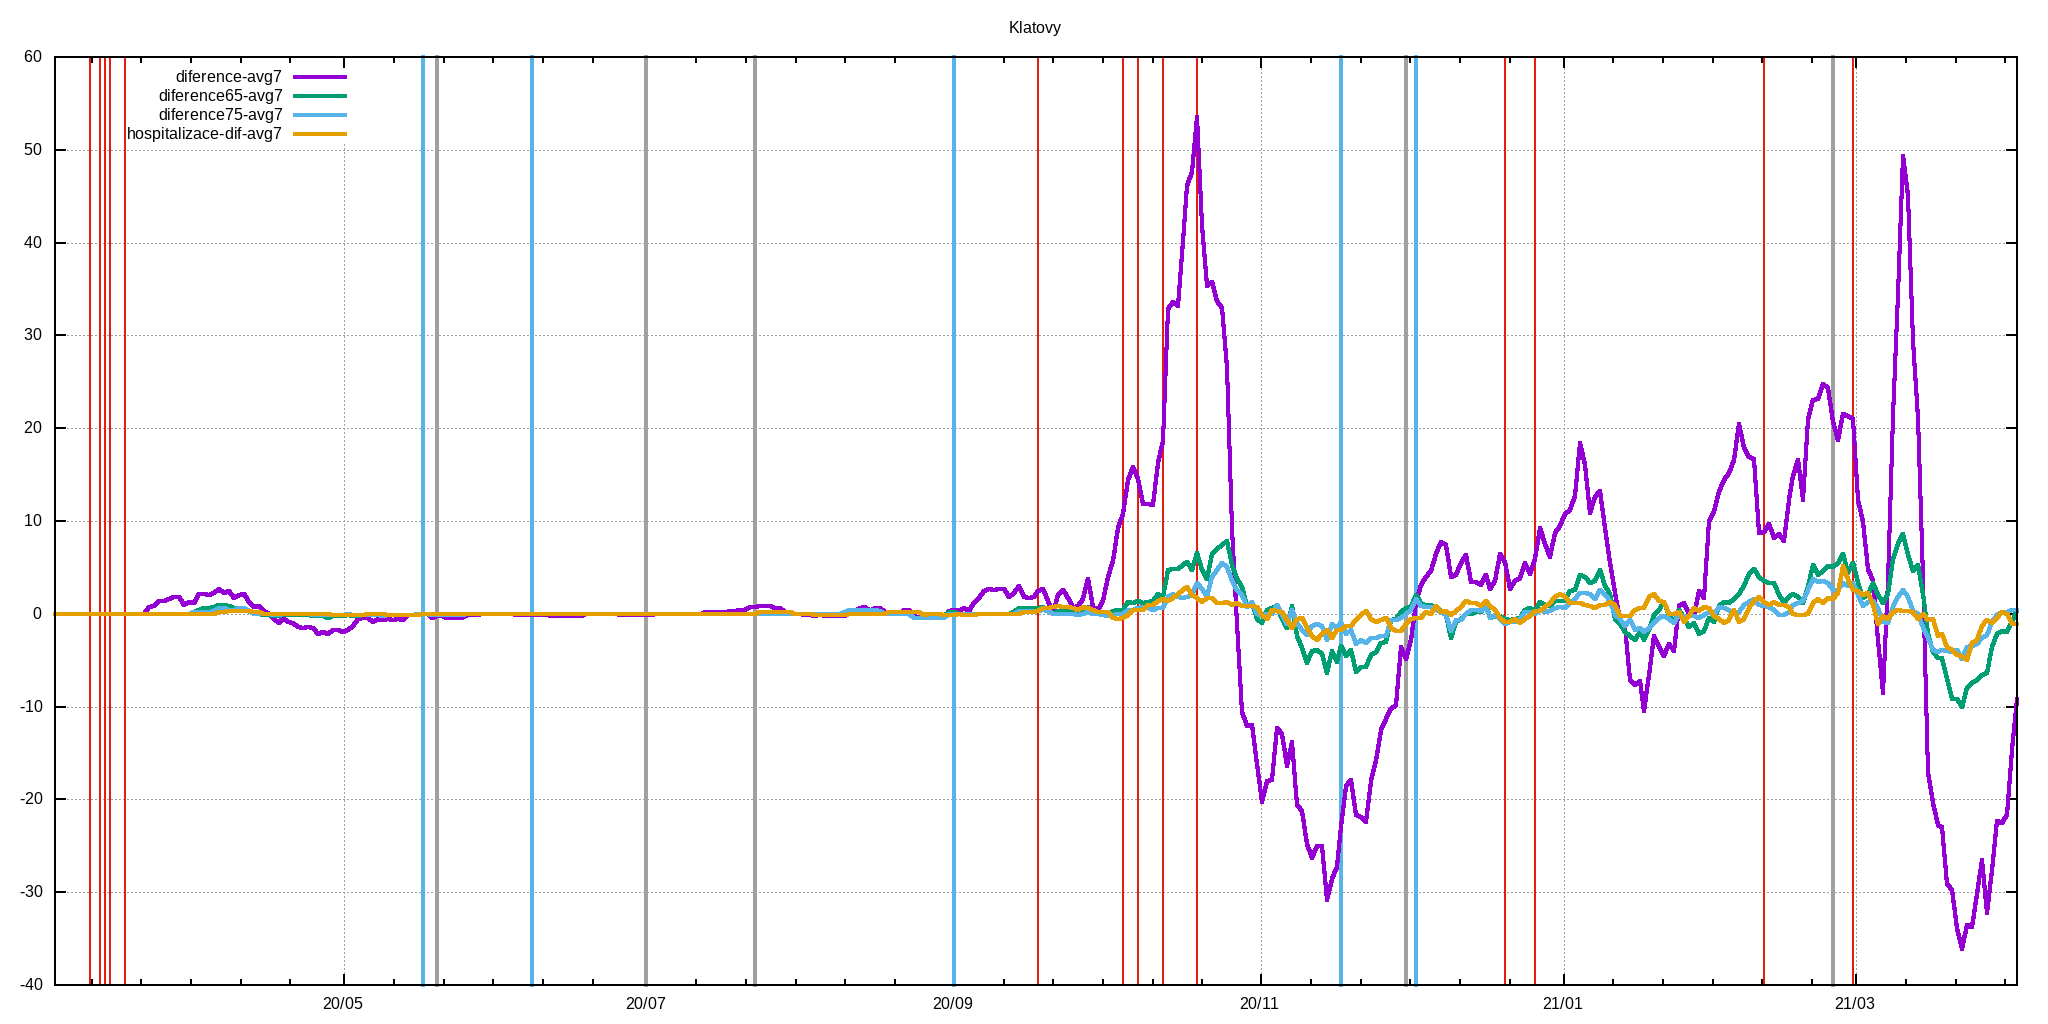 Klatovy
diference-avg7
diference65-avg7
diference75-avg7
hospitalizace-dif-avg7
60
50
40
30
20
10
0
-10
-20
-30
-40
20/05 20/07 20/09 20/11 21/01 21/03